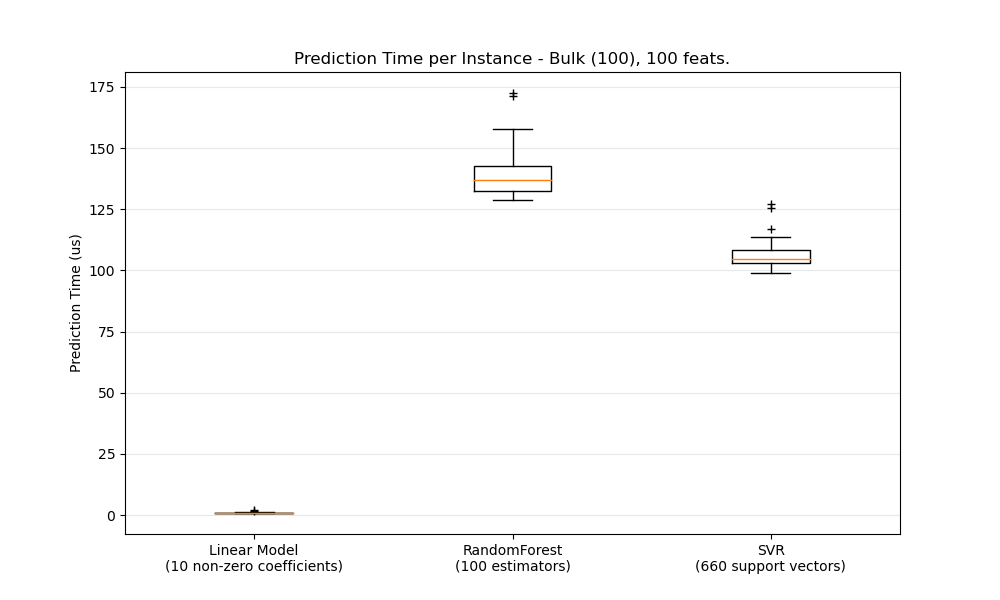 Prediction Time per Instance - Bulk (100), 100 feats.
Prediction Time (us)
175
150
125
100
75
50
25
0
Linear Model
(10 non-zero coefficients)
RandomForest
(100 estimators)
SVR
(660 support vectors)